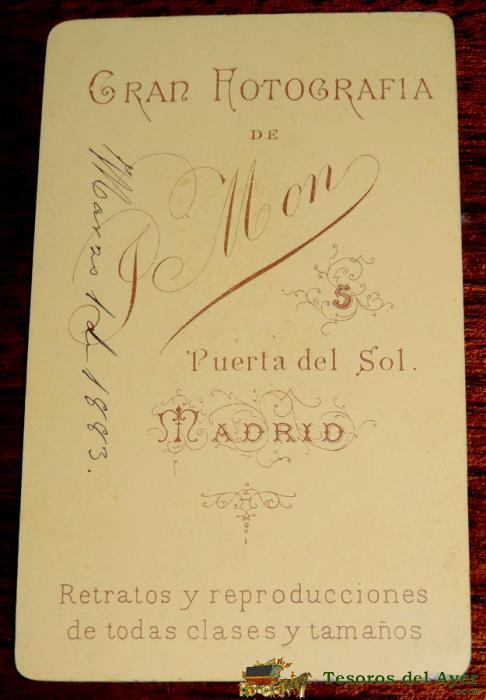 GRAN FOTOGRAFIA
DE
J Mon
5
Puerta del Sol.
MADRID
Retratos y reproducciones
de todas clases y tamaños
Marzo 1 d 1883.
Tesoros del Ayer
.com